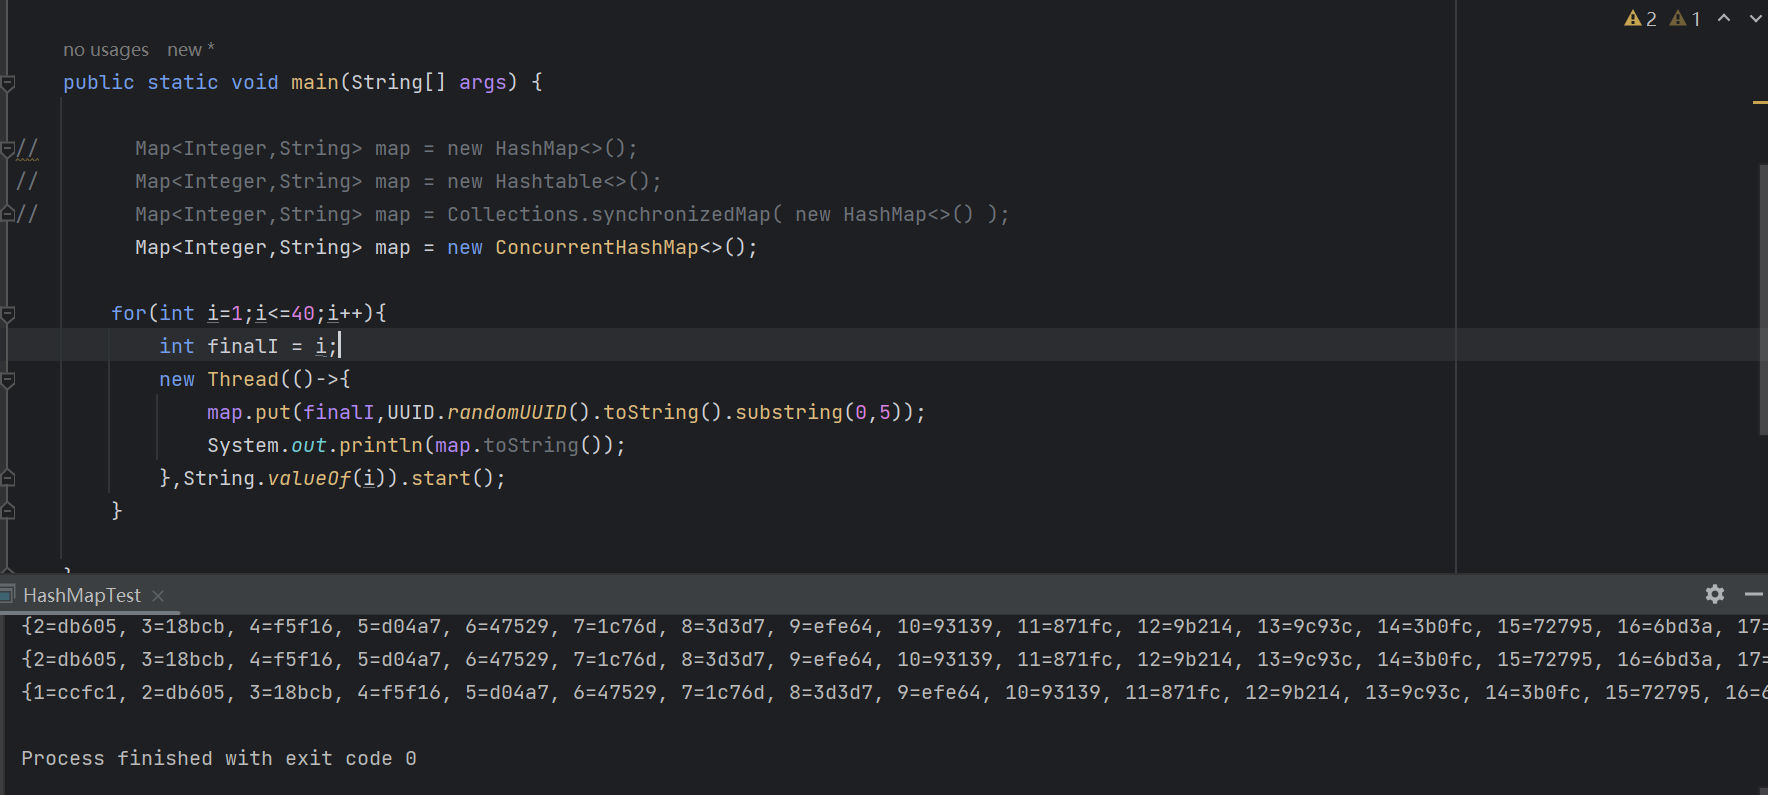 2 1
no usages new *
public static void main(String[] args) {
// Map<Integer,String> map = new HashMap<>();
// Map<Integer,String> map = new Hashtable<>();
// Map<Integer,String> map = Collections.synchronizedMap( new HashMap<>() );
Map<Integer,String> map = new ConcurrentHashMap<>();
for(int i=1;i<=40;i++){
int finalI = i;
new Thread(()->{
map.put(finalI,UUID.randomUUID().toString().substring(0,5));
System.out.println(map.toString());
},String.valueOf(i)).start();
}
HashMapTest
{2=db605, 3=18bcb, 4=f5f16, 5=d04a7, 6=47529, 7=1c76d, 8=3d3d7, 9=efe64, 10=93139, 11=871fc, 12=9b214, 13=9c93c, 14=3b0fc, 15=72795, 16=6bd3a, 17=
{2=db605, 3=18bcb, 4=f5f16, 5=d04a7, 6=47529, 7=1c76d, 8=3d3d7, 9=efe64, 10=93139, 11=871fc, 12=9b214, 13=9c93c, 14=3b0fc, 15=72795, 16=6bd3a, 17=
{1=ccfc1, 2=db605, 3=18bcb, 4=f5f16, 5=d04a7, 6=47529, 7=1c76d, 8=3d3d7, 9=efe64, 10=93139, 11=871fc, 12=9b214, 13=9c93c, 14=3b0fc, 15=72795, 16=6
Process finished with exit code 0